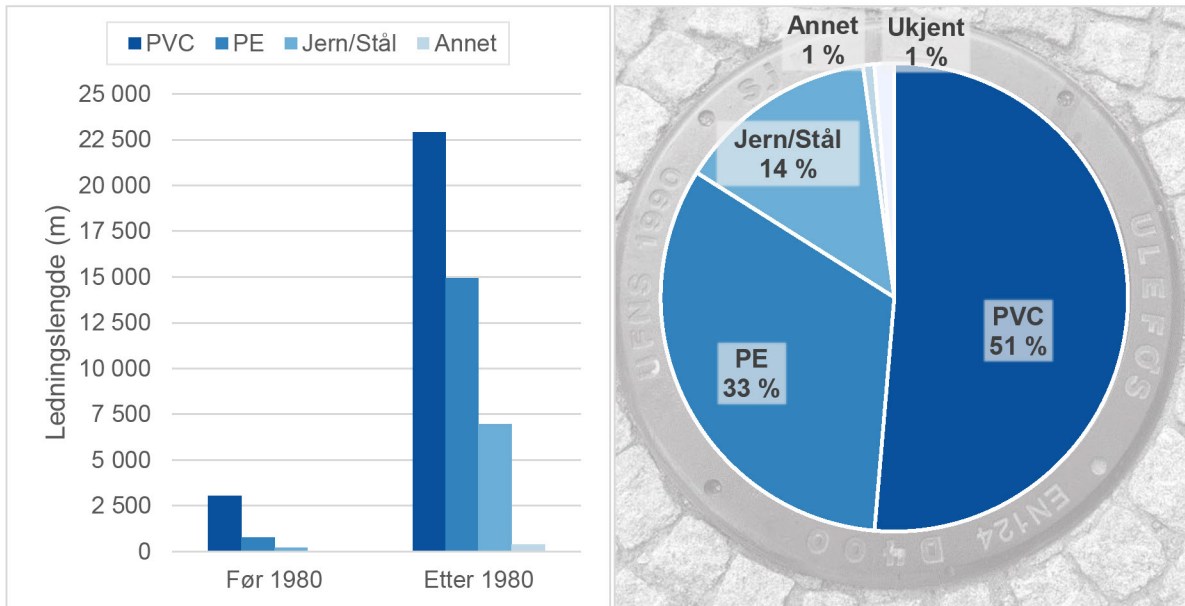 PVC PE Jern/Stål Annet
25 000
22 500
20 000
17 500
15 000
12 500
10 000
7 500
5 000
2 500
0
Ledningslengde (m)
Før 1980 Etter 1980
Annet
1 %
Ukjent
1 %
Jern/Stål
14 %
PE
33 %
PVC
51 %
ULEFOS
EN124 D400
JFNS 1990